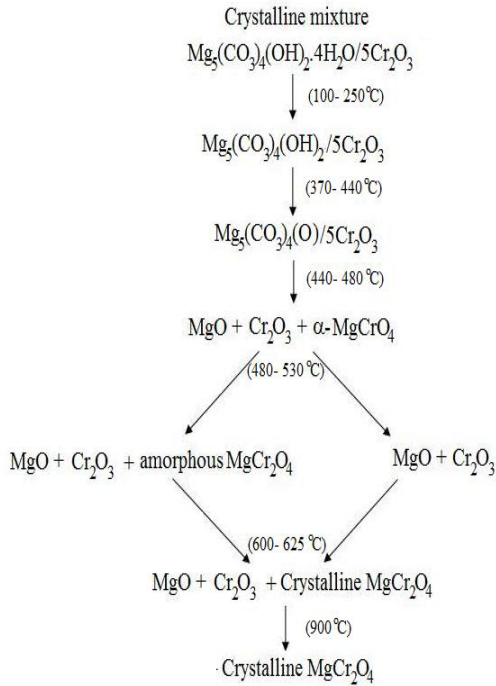 Crystalline mixture
Mg₅(CO₃)₄(OH)₂.4H₂O/5Cr₂O₃
(100- 250°C)
Mg₅(CO₃)₄(OH)₂/5Cr₂O₃
(370- 440°C)
Mg₅(CO₃)₄(O)/5Cr₂O₃
(440- 480°C)
MgO + Cr₂O₃ + α-MgCrO₄
(480- 530°C)
MgO + Cr₂O₃ + amorphous MgCr₂O₄
MgO + Cr₂O₃
(600- 625°C)
MgO + Cr₂O₃ + Crystalline MgCr₂O₄
(900°C)
Crystalline MgCr₂O₄